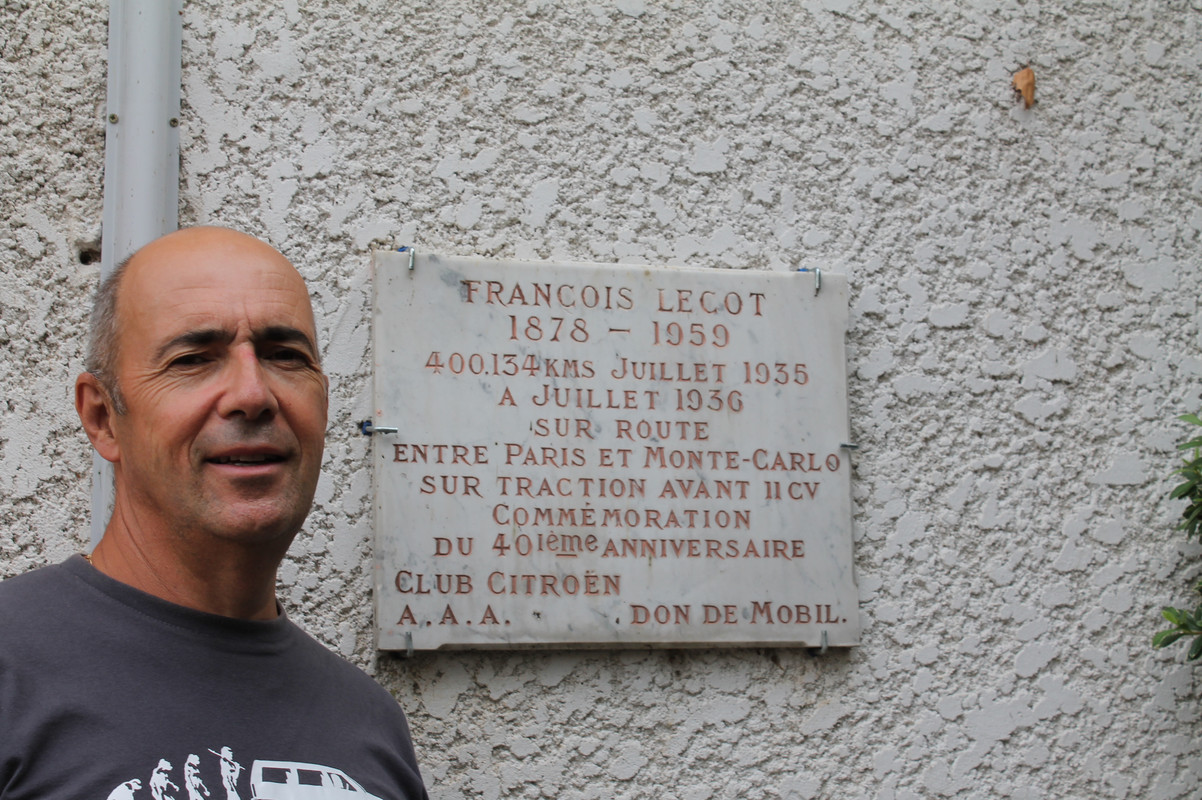 FRANCOIS LECOT
1878 – 1959
400.134 KMS JUILLET 1935
A JUILLET 1936
SUR ROUTE
ENTRE PARIS ET MONTE-CARLO
SUR TRACTION AVANT 11 CV
COMMÉMORATION
DU 40ième ANNIVERSAIRE
CLUB CITROËN
A.A.A. DON DE MOBIL.